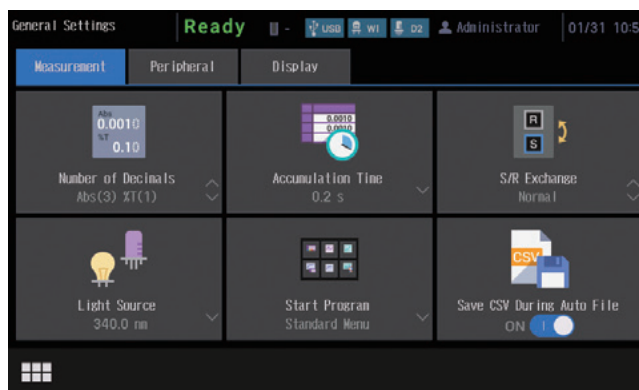 General Settings Ready - USB WI D2 Administrator 01/31 10:5
Measurement Peripheral Display
Abs
0.0010
%T
0.10
0.0010
0.0010
R
S
Number of Decimals
Abs(3) %T(1)
Accumulation Time
0.2 s
S/R Exchange
Normal
CSV
Light Source
340.0 nm
Start Program
Standard Menu
Save CSV During Auto File
ON